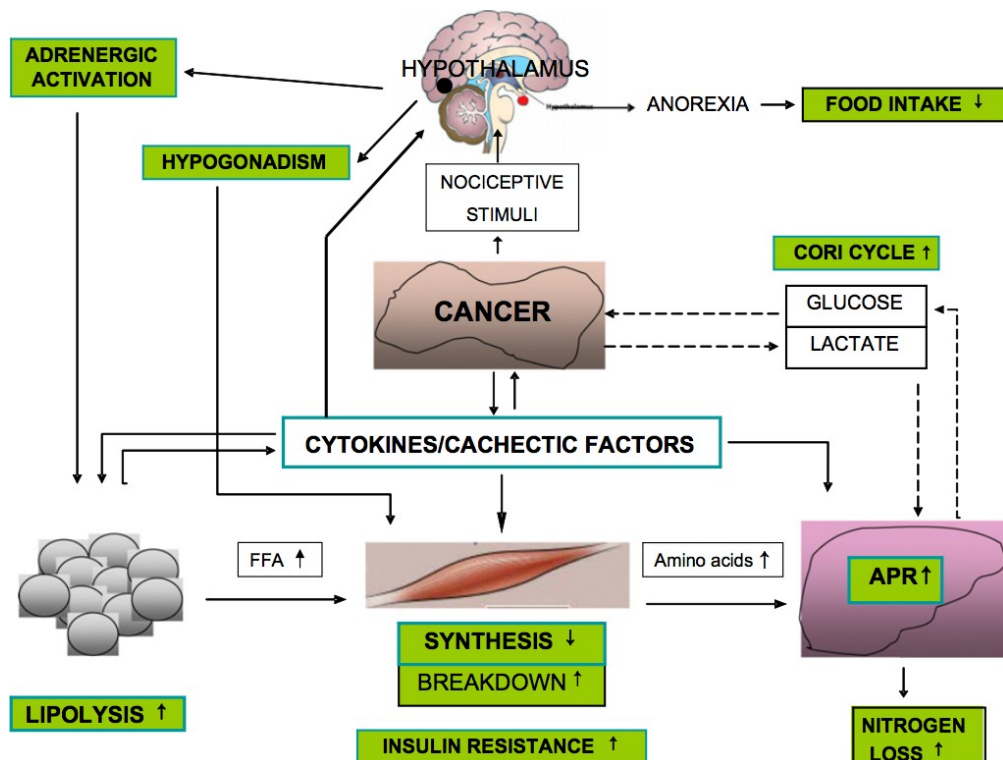 ADRENERGIC
ACTIVATION
HYPOTHALAMUS
Hypothalamus
ANOREXIA
FOOD INTAKE ↓
HYPOGONADISM
NOCICEPTIVE
STIMULI
CORI CYCLE ↑
CANCER
GLUCOSE
LACTATE
CYTOKINES/CACHECTIC FACTORS
FFA ↑
Amino acids ↑
APR ↑
SYNTHESIS ↓
BREAKDOWN ↑
LIPOLYSIS ↑
INSULIN RESISTANCE ↑
NITROGEN
LOSS ↑